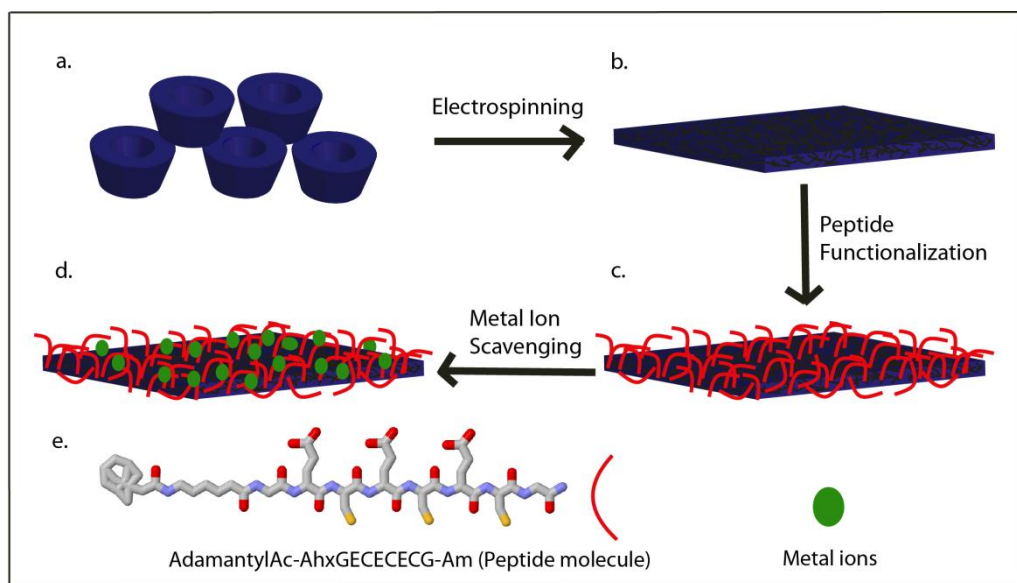 a.
Electrospinning
b.
Peptide
Functionalization
d.
Metal Ion
Scavenging
c.
e.
AdamantylAc-AhxGECECECG-Am (Peptide molecule)
Metal ions